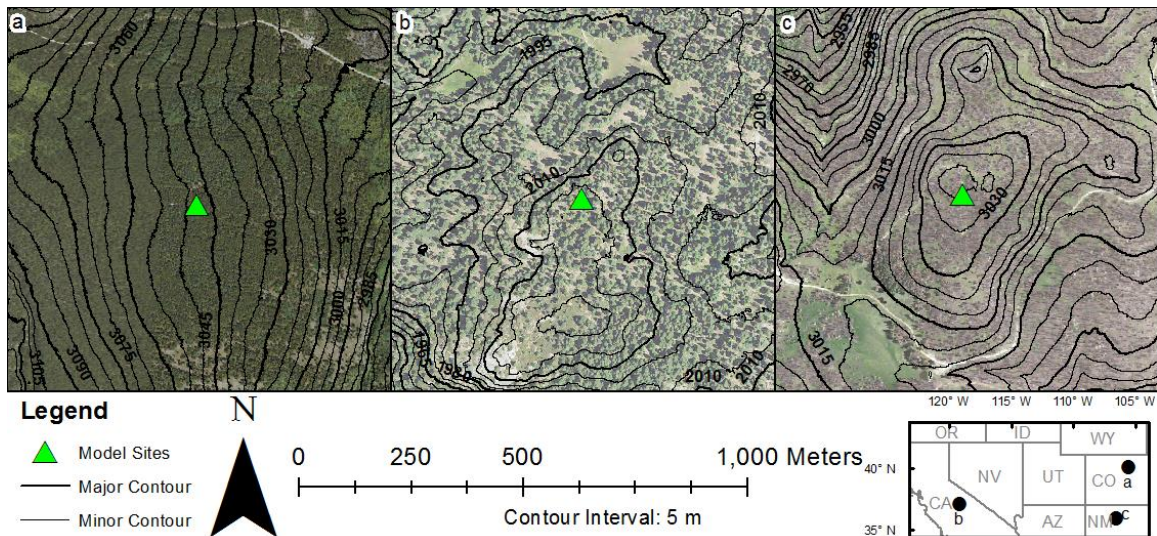 a
3060
3105
3090
3075
3045
3030
3015
3000
2985
b
1995
2010
2010
1980
2010
2010
c
2955
2985
2970
3000
3015
3030
3015
Legend
Model Sites
Major Contour
Minor Contour
N
0 250 500 1,000 Meters
Contour Interval: 5 m
120° W 115° W 110° W 105° W
40° N
35° N
OR ID WY
NV UT CO
a
CA
b
AZ NM c